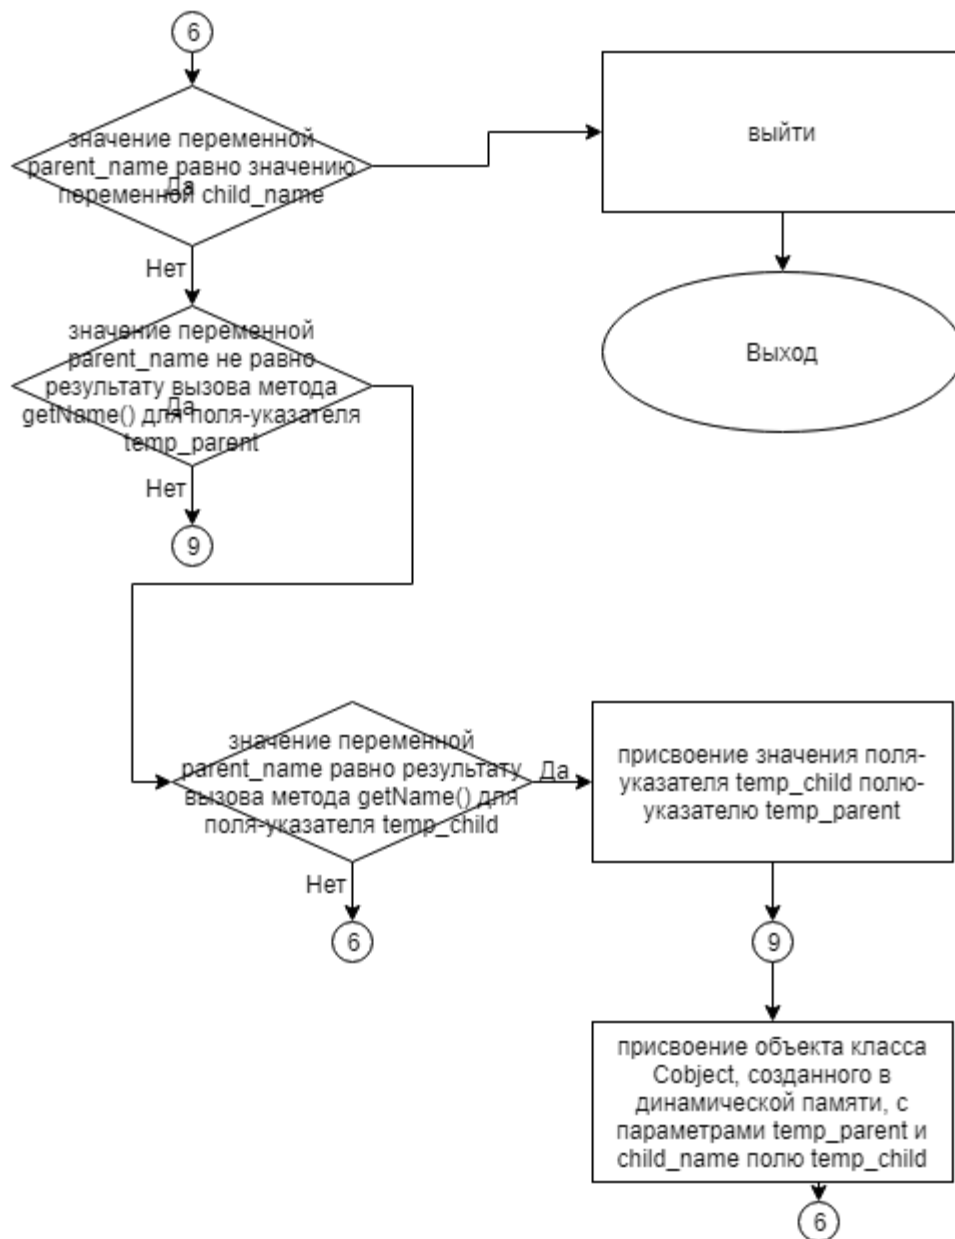 6
значение переменной
parent_name равно значению
переменной child_name
Да
выйти
Нет
Выход
значение переменной
parent_name не равно
результату вызова метода
getName() для поля-указателя
temp_parent
Да
Нет
9
значение переменной
parent_name равно результату
вызова метода getName() для
поля-указателя temp_child
Да
присвоение значения поля-
указателя temp_child полю-
указателю temp_parent
Нет
6
9
присвоение объекта класса
Cobject, созданного в
динамической памяти, с
параметрами temp_parent и
child_name полю temp_child
6